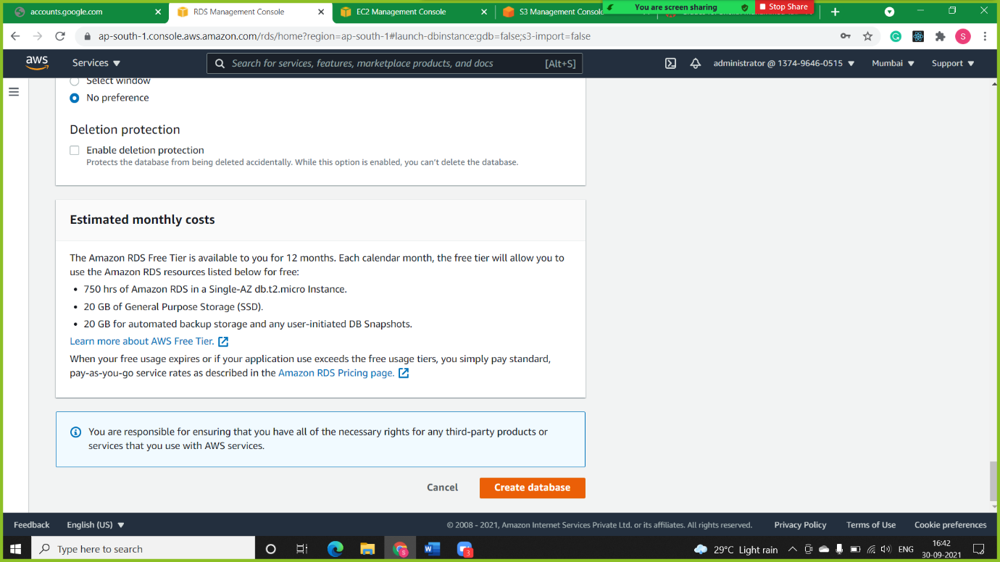 accounts.google.com
RDS Management Console
EC2 Management Console
S3 Management Console
You are screen sharing
Stop Share
ap-south-1.console.aws.amazon.com/rds/home?region=ap-south-1#launch-dbinstance:gdb=false;s3-import=false
S
aws
Services
Search for services, features, marketplace products, and docs
[Alt+S]
administrator @ 1374-9646-0515
Mumbai
Support
Select window
No preference
Deletion protection
Enable deletion protection
Protects the database from being deleted accidentally. While this option is enabled, you can't delete the database.
Estimated monthly costs
The Amazon RDS Free Tier is available to you for 12 months. Each calendar month, the free tier will allow you to
use the Amazon RDS resources listed below for free:
• 750 hrs of Amazon RDS in a Single-AZ db.t2.micro Instance.
• 20 GB of General Purpose Storage (SSD).
• 20 GB for automated backup storage and any user-initiated DB Snapshots.
Learn more about AWS Free Tier.
When your free usage expires or if your application use exceeds the free usage tiers, you simply pay standard,
pay-as-you-go service rates as described in the Amazon RDS Pricing page.
You are responsible for ensuring that you have all of the necessary rights for any third-party products or
services that you use with AWS services.
Cancel
Create database
Feedback
English (US)
© 2008 - 2021, Amazon Internet Services Private Ltd. or its affiliates. All rights reserved.
Privacy Policy
Terms of Use
Cookie preferences
Type here to search
29°C Light rain
ENG
16:42
30-09-2021